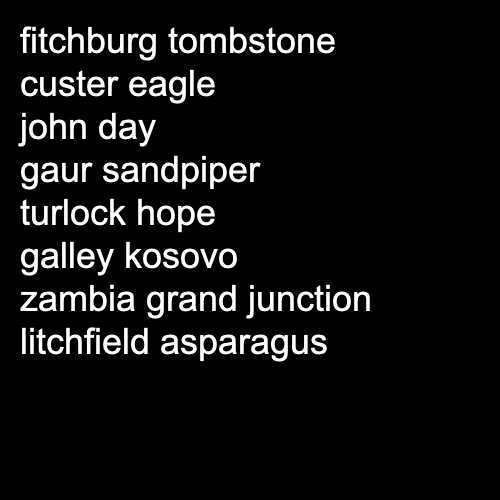 fitchburg tombstone
custer eagle
john day
gaur sandpiper
turlock hope
galley kosovo
zambia grand junction
litchfield asparagus